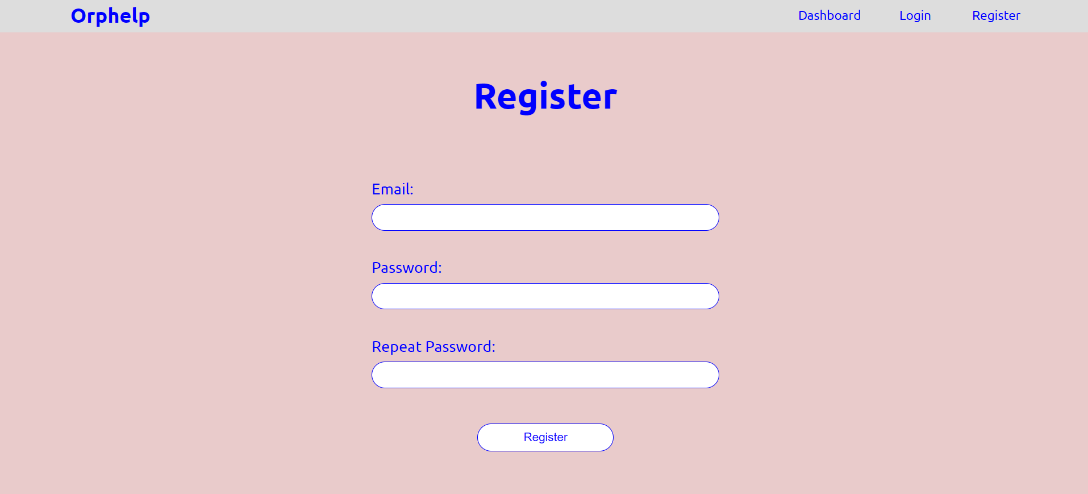 Orphelp Dashboard Login Register
Register
Email:
Password:
Repeat Password:
Register